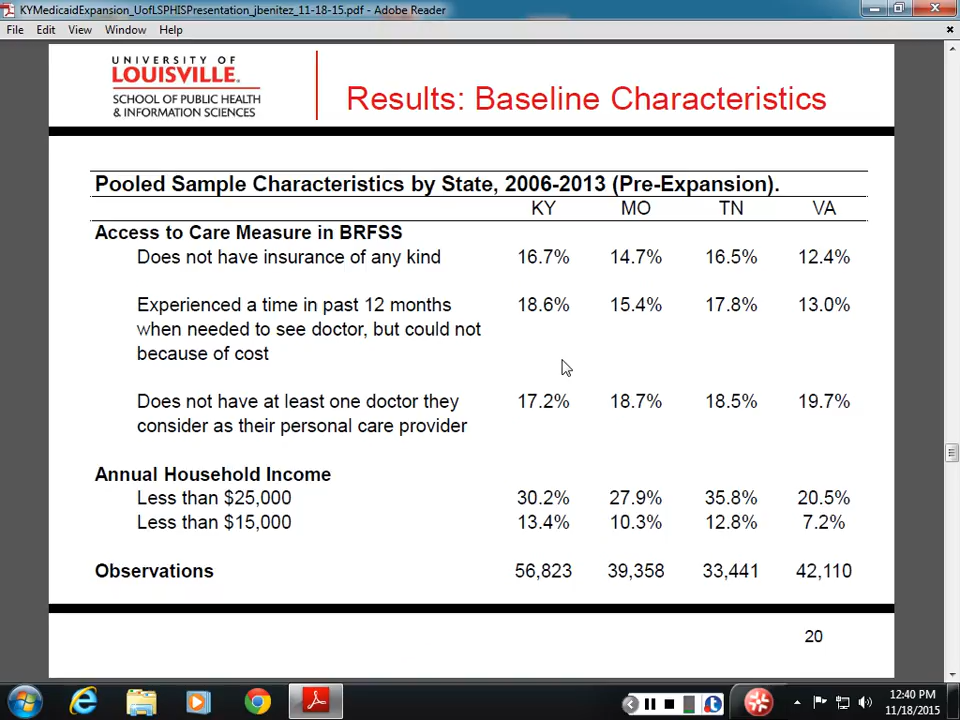 KYMedicaidExpansion_UofLSPHISPresentation_jbenitez_11-18-15.pdf - Adobe Reader
File Edit View Window Help
UNIVERSITY OF
LOUISVILLE.
SCHOOL OF PUBLIC HEALTH
& INFORMATION SCIENCES
Results: Baseline Characteristics
Pooled Sample Characteristics by State, 2006-2013 (Pre-Expansion).
KY MO TN VA
Access to Care Measure in BRFSS
Does not have insurance of any kind 16.7% 14.7% 16.5% 12.4%
Experienced a time in past 12 months 18.6% 15.4% 17.8% 13.0%
when needed to see doctor, but could not
because of cost
Does not have at least one doctor they 17.2% 18.7% 18.5% 19.7%
consider as their personal care provider
Annual Household Income
Less than $25,000 30.2% 27.9% 35.8% 20.5%
Less than $15,000 13.4% 10.3% 12.8% 7.2%
Observations 56,823 39,358 33,441 42,110
20
12:40 PM
11/18/2015